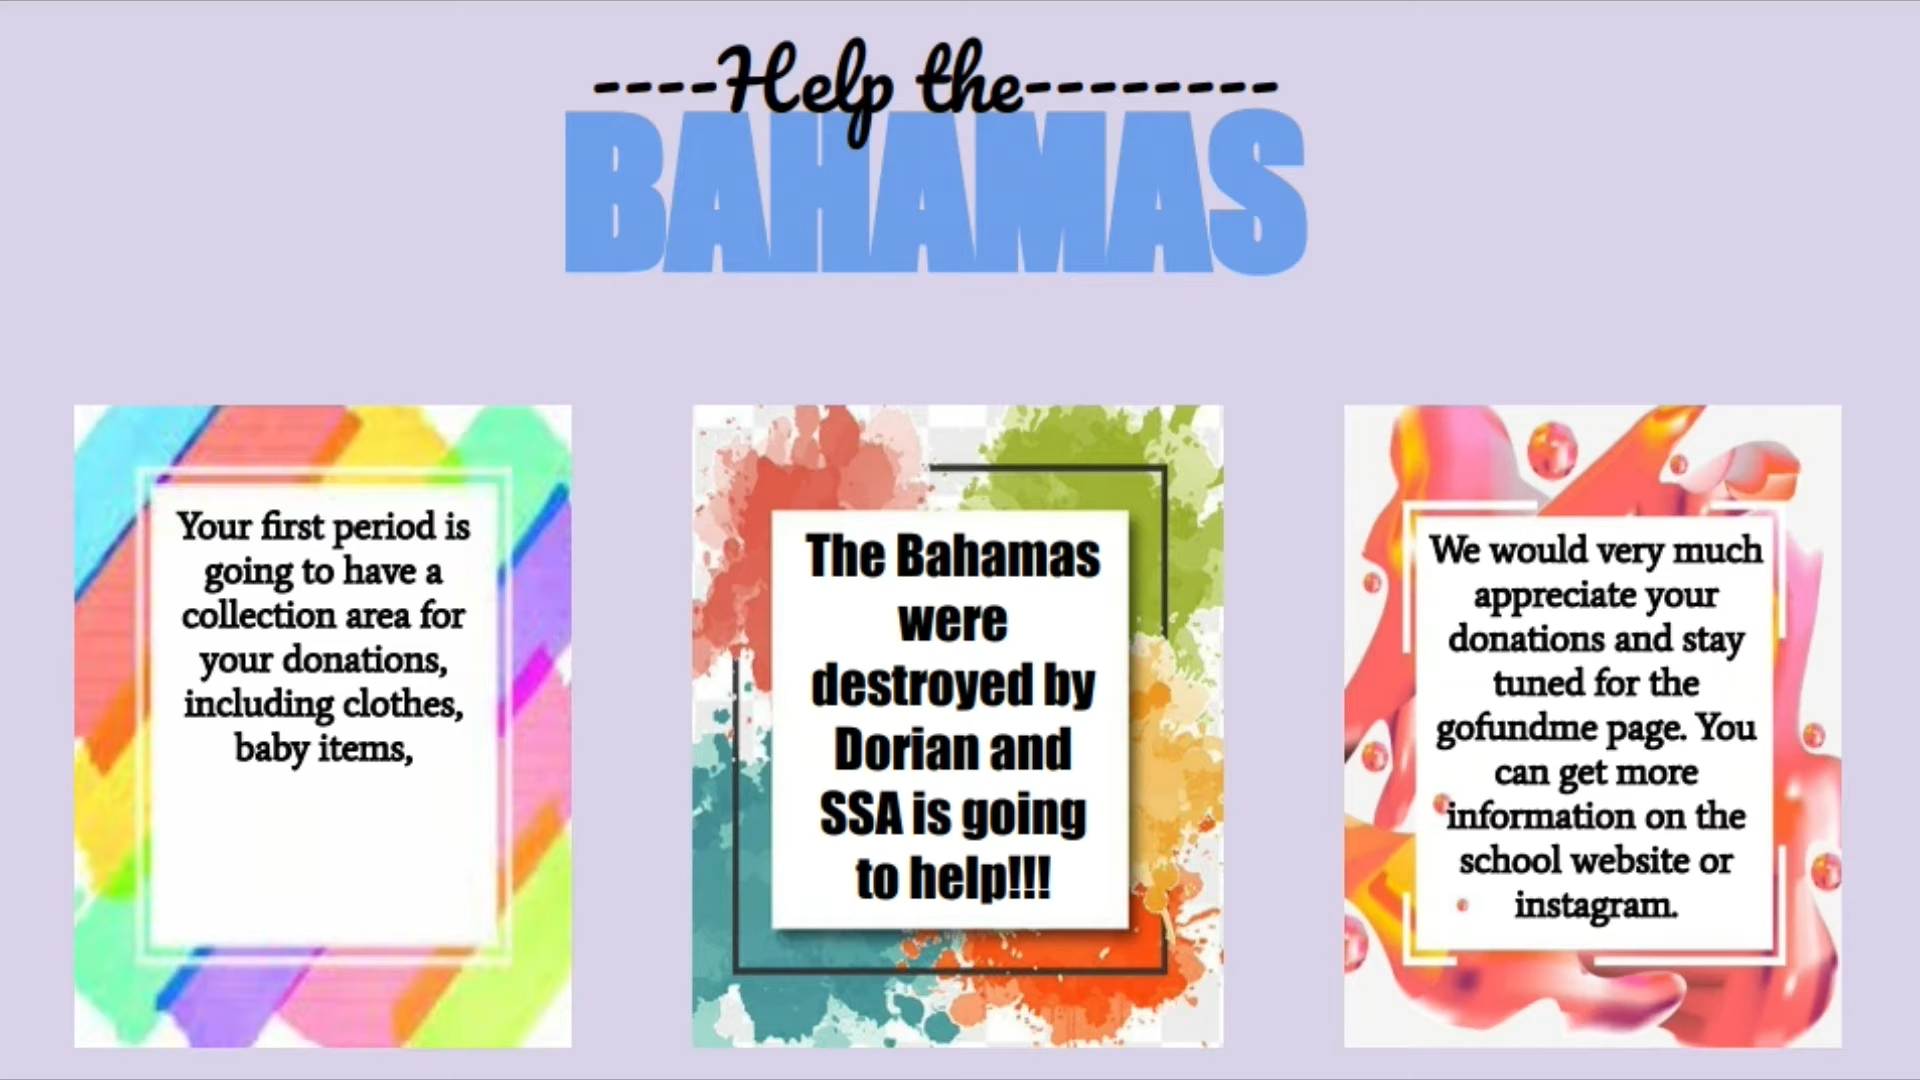 ----Help the--------
BAHAMAS
Your first period is
going to have a
collection area for
your donations,
including clothes,
baby items,
The Bahamas
were
destroyed by
Dorian and
SSA is going
to help!!!
We would very much
appreciate your
donations and stay
tuned for the
gofundme page. You
can get more
information on the
school website or
instagram.